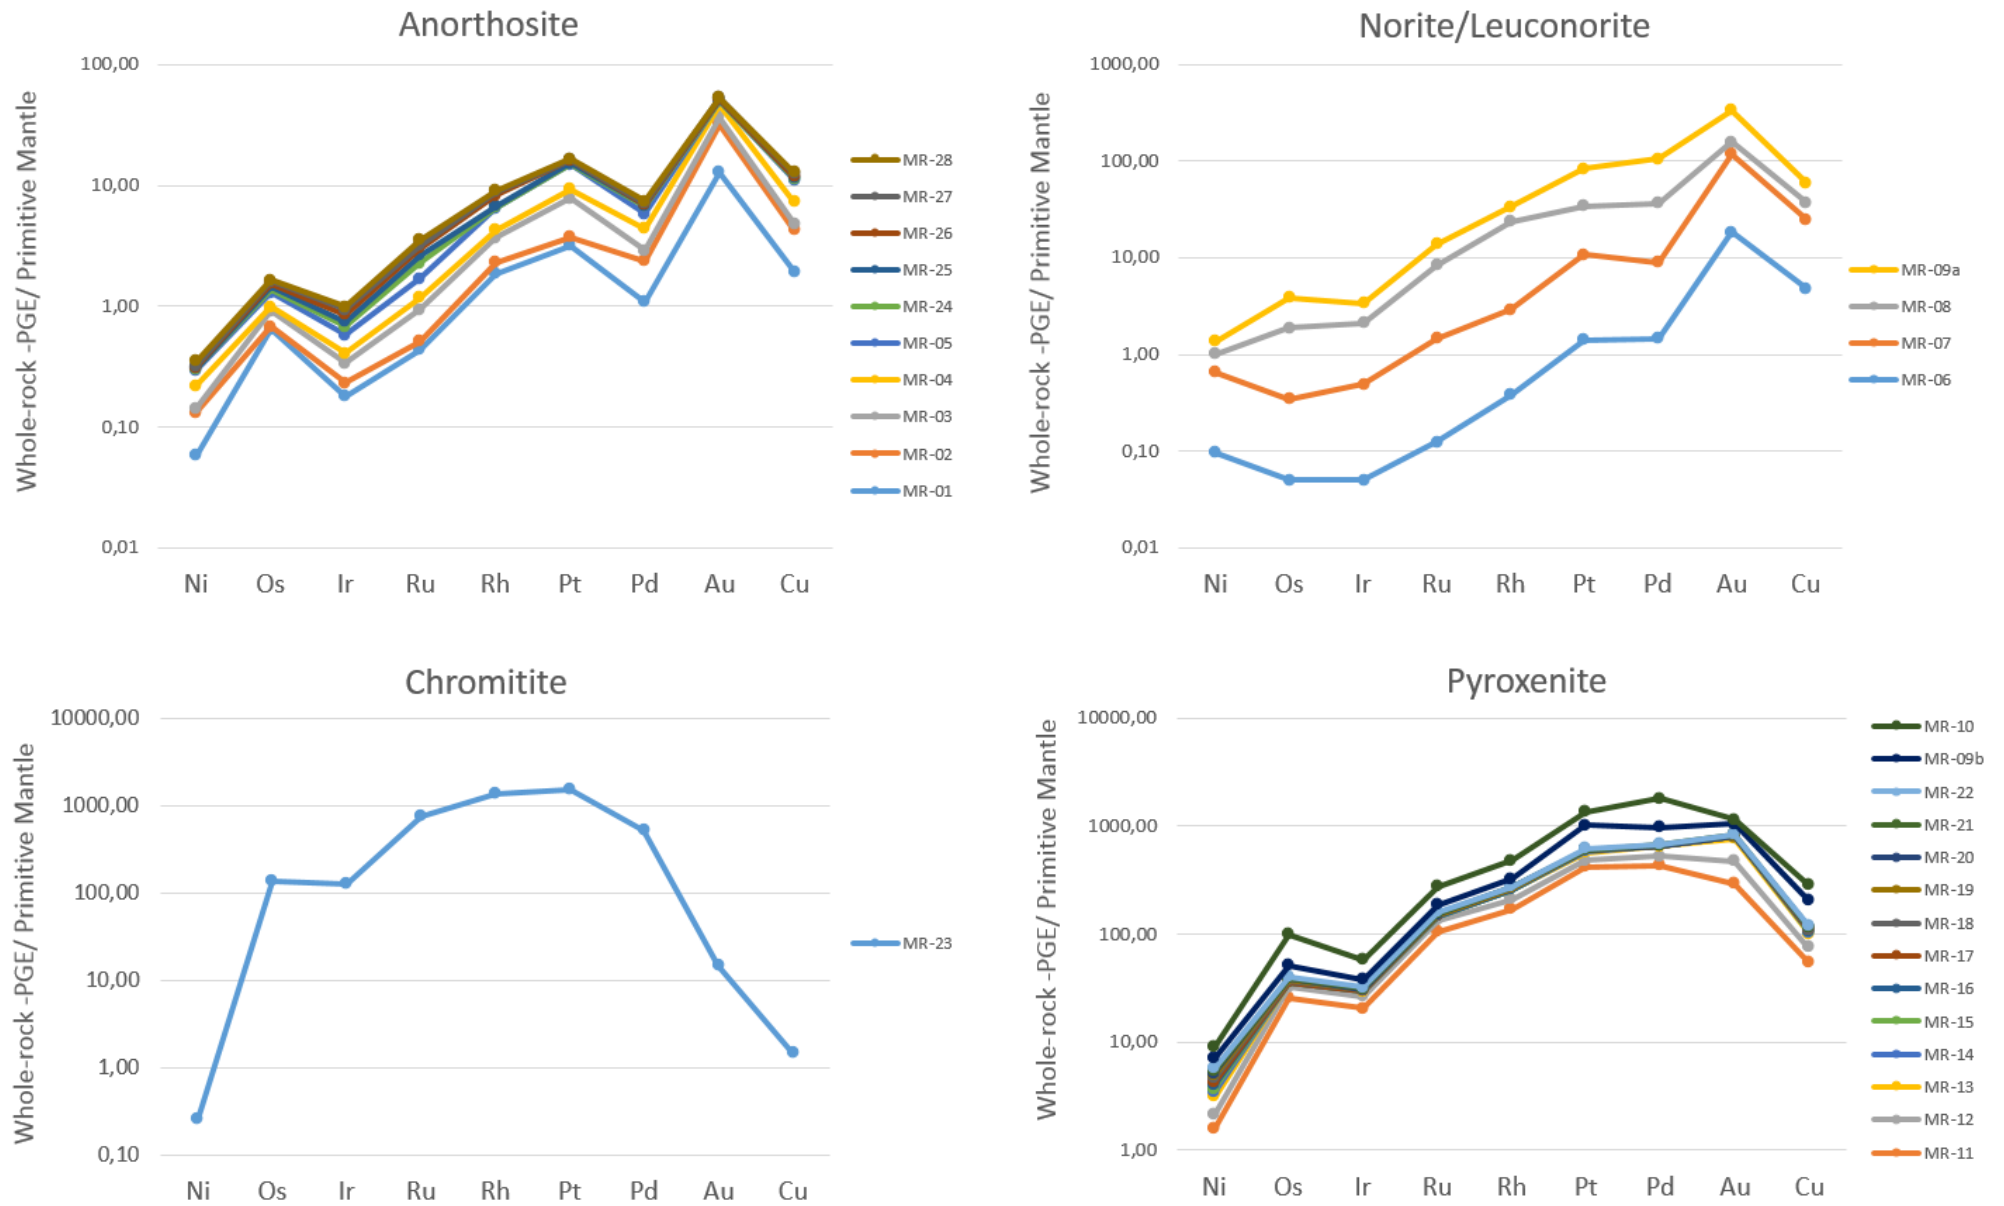 Anorthosite
Whole-rock -PGE/ Primitive Mantle
100,00
10,00
1,00
0,10
0,01
Ni Os Ir Ru Rh Pt Pd Au Cu
MR-28
MR-27
MR-26
MR-25
MR-24
MR-05
MR-04
MR-03
MR-02
MR-01
Norite/Leuconorite
Whole-rock -PGE/ Primitive Mantle
1000,00
100,00
10,00
1,00
0,10
0,01
Ni Os Ir Ru Rh Pt Pd Au Cu
MR-09a
MR-08
MR-07
MR-06
Chromitite
Whole-rock -PGE/ Primitive Mantle
10000,00
1000,00
100,00
10,00
1,00
0,10
Ni Os Ir Ru Rh Pt Pd Au Cu
MR-23
Pyroxenite
Whole-rock -PGE/ Primitive Mantle
10000,00
1000,00
100,00
10,00
1,00
Ni Os Ir Ru Rh Pt Pd Au Cu
MR-10
MR-09b
MR-22
MR-21
MR-20
MR-19
MR-18
MR-17
MR-16
MR-15
MR-14
MR-13
MR-12
MR-11